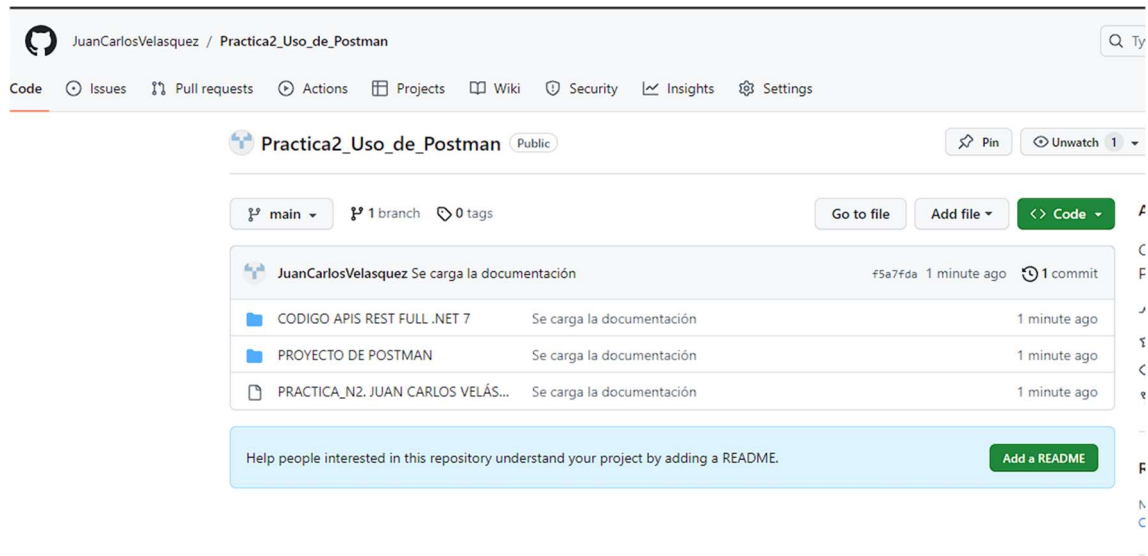 JuanCarlosVelasquez / Practica2_Uso_de_Postman
Code Issues Pull requests Actions Projects Wiki Security Insights Settings
Practica2_Uso_de_Postman Public Pin Unwatch 1
main 1 branch 0 tags Go to file Add file <> Code
JuanCarlosVelasquez Se carga la documentación f5a7fda 1 minute ago 1 commit
CODIGO APIS REST FULL .NET 7 Se carga la documentación 1 minute ago
PROYECTO DE POSTMAN Se carga la documentación 1 minute ago
PRACTICA_N2. JUAN CARLOS VELÁS... Se carga la documentación 1 minute ago
Help people interested in this repository understand your project by adding a README. Add a README